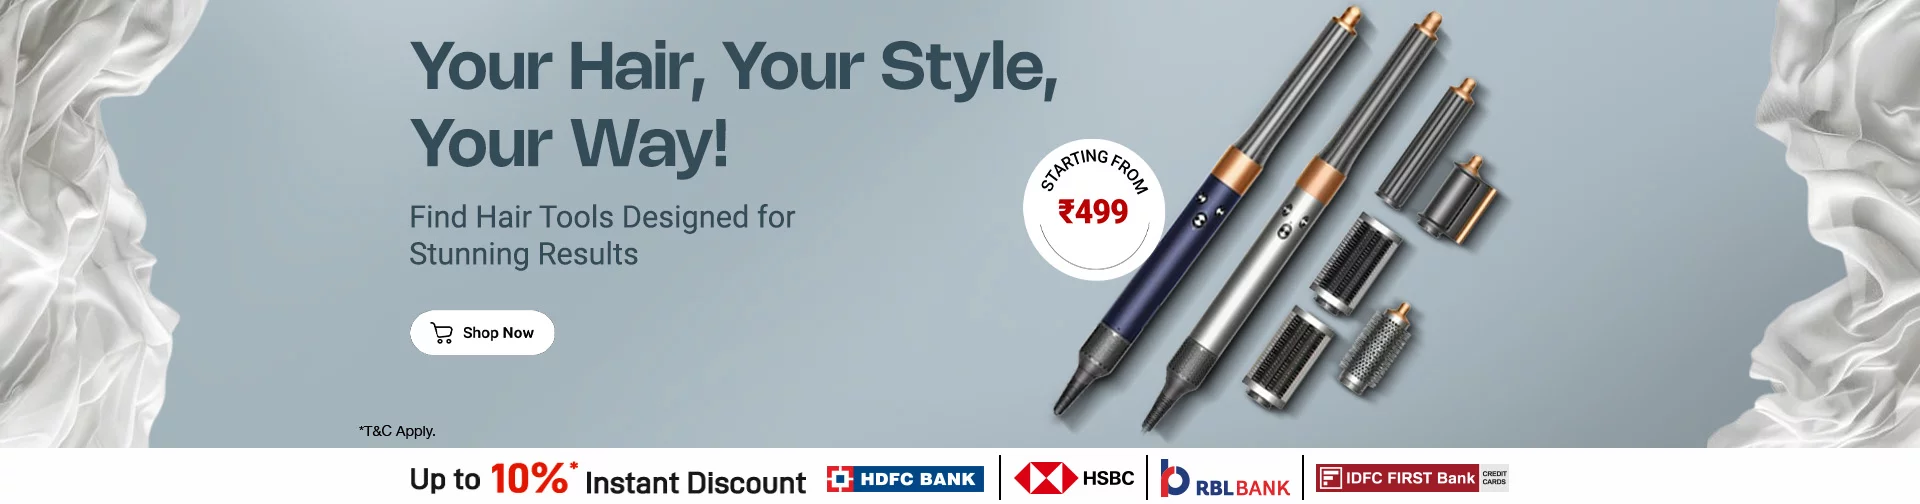 Your Hair, Your Style,
Your Way!
Find Hair Tools Designed for
Stunning Results
STARTING FROM
₹499
Shop Now
*T&C Apply.
Up to 10%* Instant Discount
HDFC BANK
HSBC
RBLBANK
IDFC FIRST Bank
CREDIT
CARDS